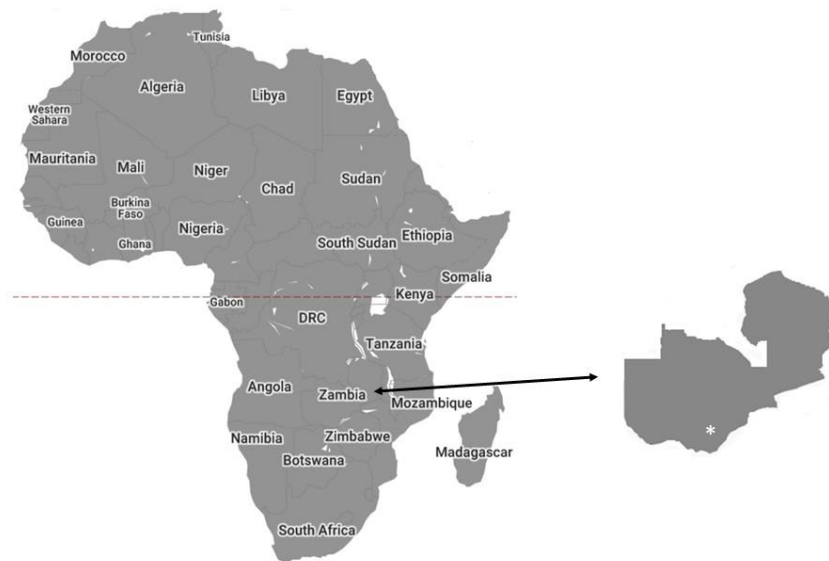 Tunisia
Morocco
Algeria
Libya
Egypt
Western
Sahara
Mauritania
Mali
Niger
Chad
Sudan
Burkina
Faso
Guinea
Ghana
Nigeria
South Sudan
Ethiopia
Somalia
Gabon
Kenya
DRC
Tanzania
Angola
Zambia
Mozambique
Namibia
Zimbabwe
Botswana
Madagascar
South Africa
*